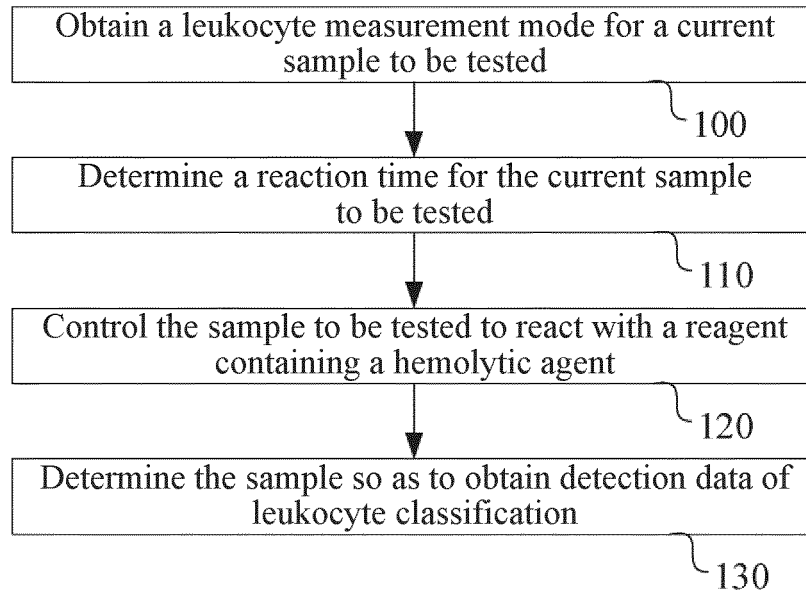 Obtain a leukocyte measurement mode for a current
sample to be tested
100
Determine a reaction time for the current sample
to be tested
110
Control the sample to be tested to react with a reagent
containing a hemolytic agent
120
Determine the sample so as to obtain detection data of
leukocyte classification
130